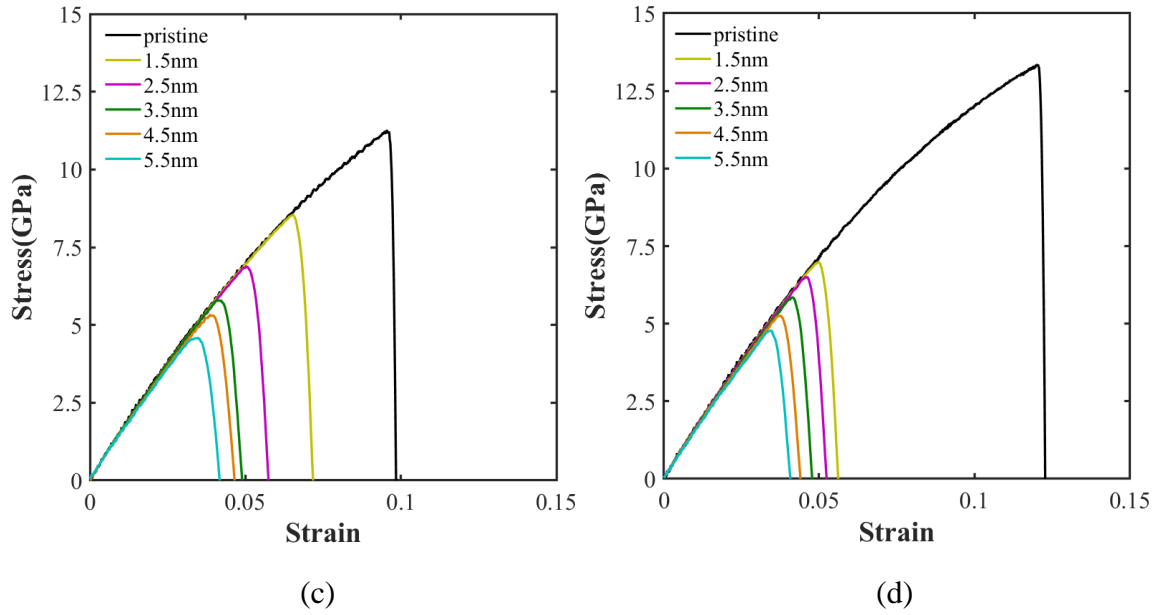 15
12.5
10
7.5
5
2.5
0
Stress(GPa)
pristine
1.5nm
2.5nm
3.5nm
4.5nm
5.5nm
0
0.05
0.1
0.15
Strain
(c)
15
12.5
10
7.5
5
2.5
0
Stress(GPa)
pristine
1.5nm
2.5nm
3.5nm
4.5nm
5.5nm
0
0.05
0.1
0.15
Strain
(d)